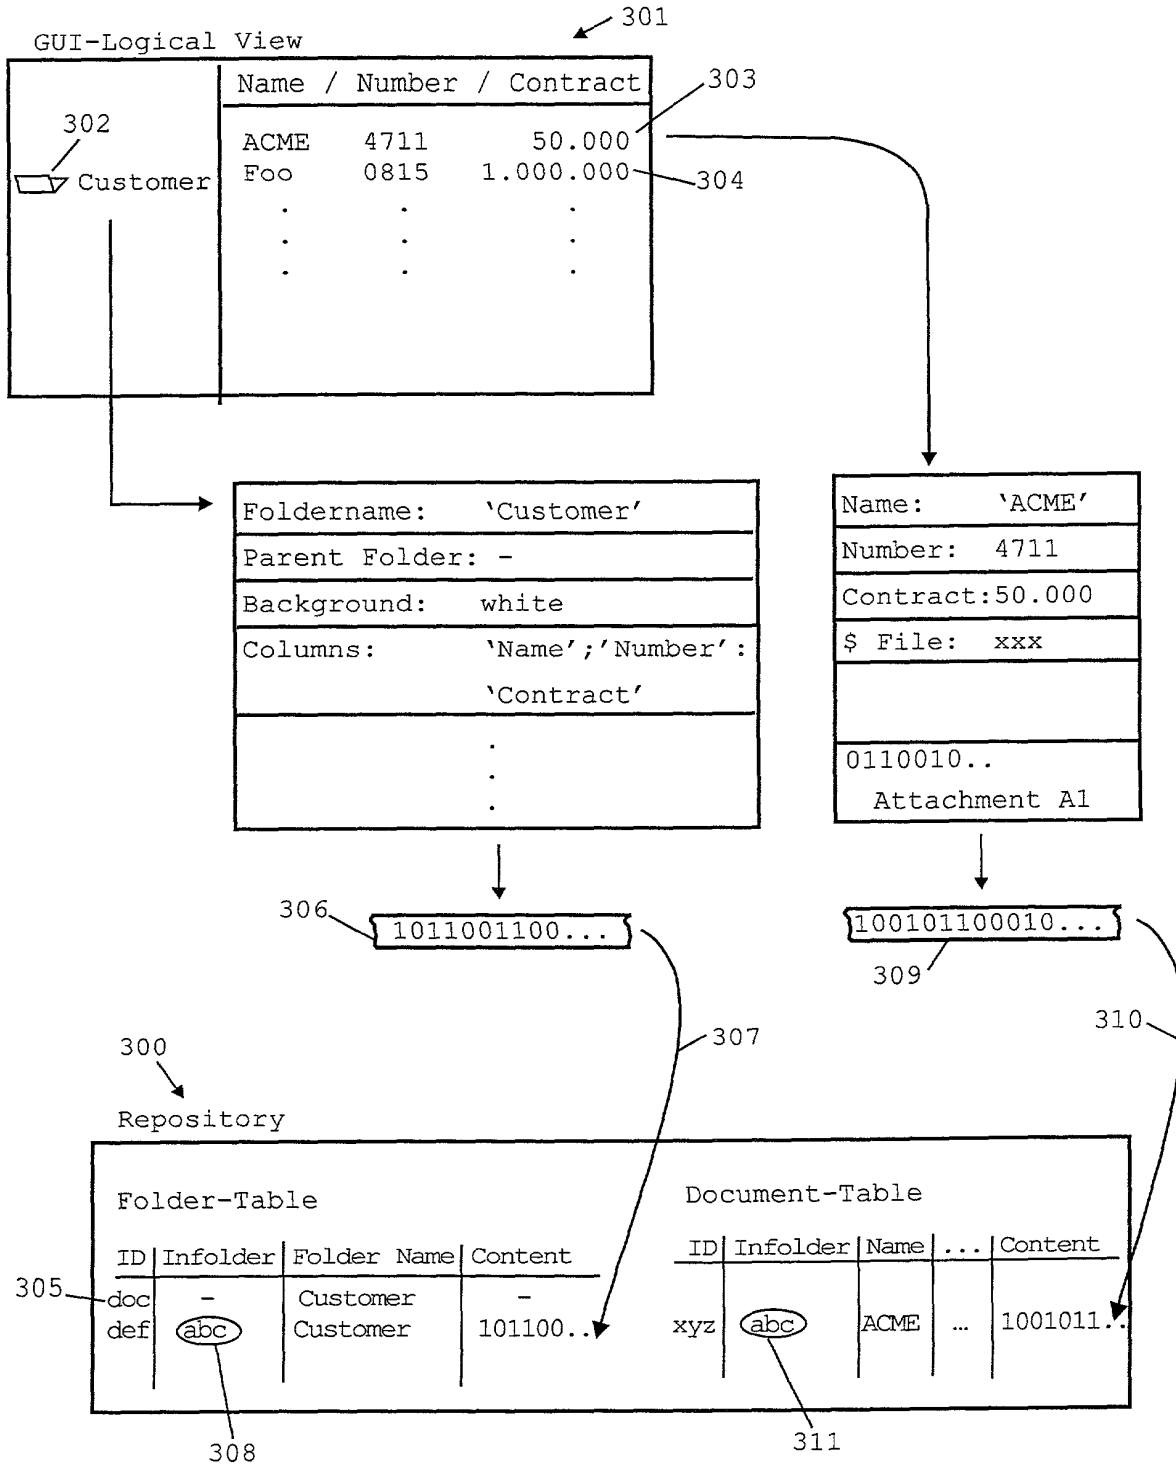 301
GUI-Logical View
Name / Number / Contract
303
302
ACME 4711 50.000
Customer
Foo 0815 1.000.000
304
Foldername: ‘Customer’
Parent Folder: -
Background: white
Columns: ‘Name’;’Number’:
‘Contract’
Name: ‘ACME’
Number: 4711
Contract:50.000
$ File: xxx
0110010..
Attachment A1
306
1011001100...
100101100010...
309
307
310
300
Repository
Folder-Table
ID Infolder Folder Name Content
305
doc - Customer -
def abc Customer 101100..
308
Document-Table
ID Infolder Name ... Content
xyz abc ACME ... 1001011..
311